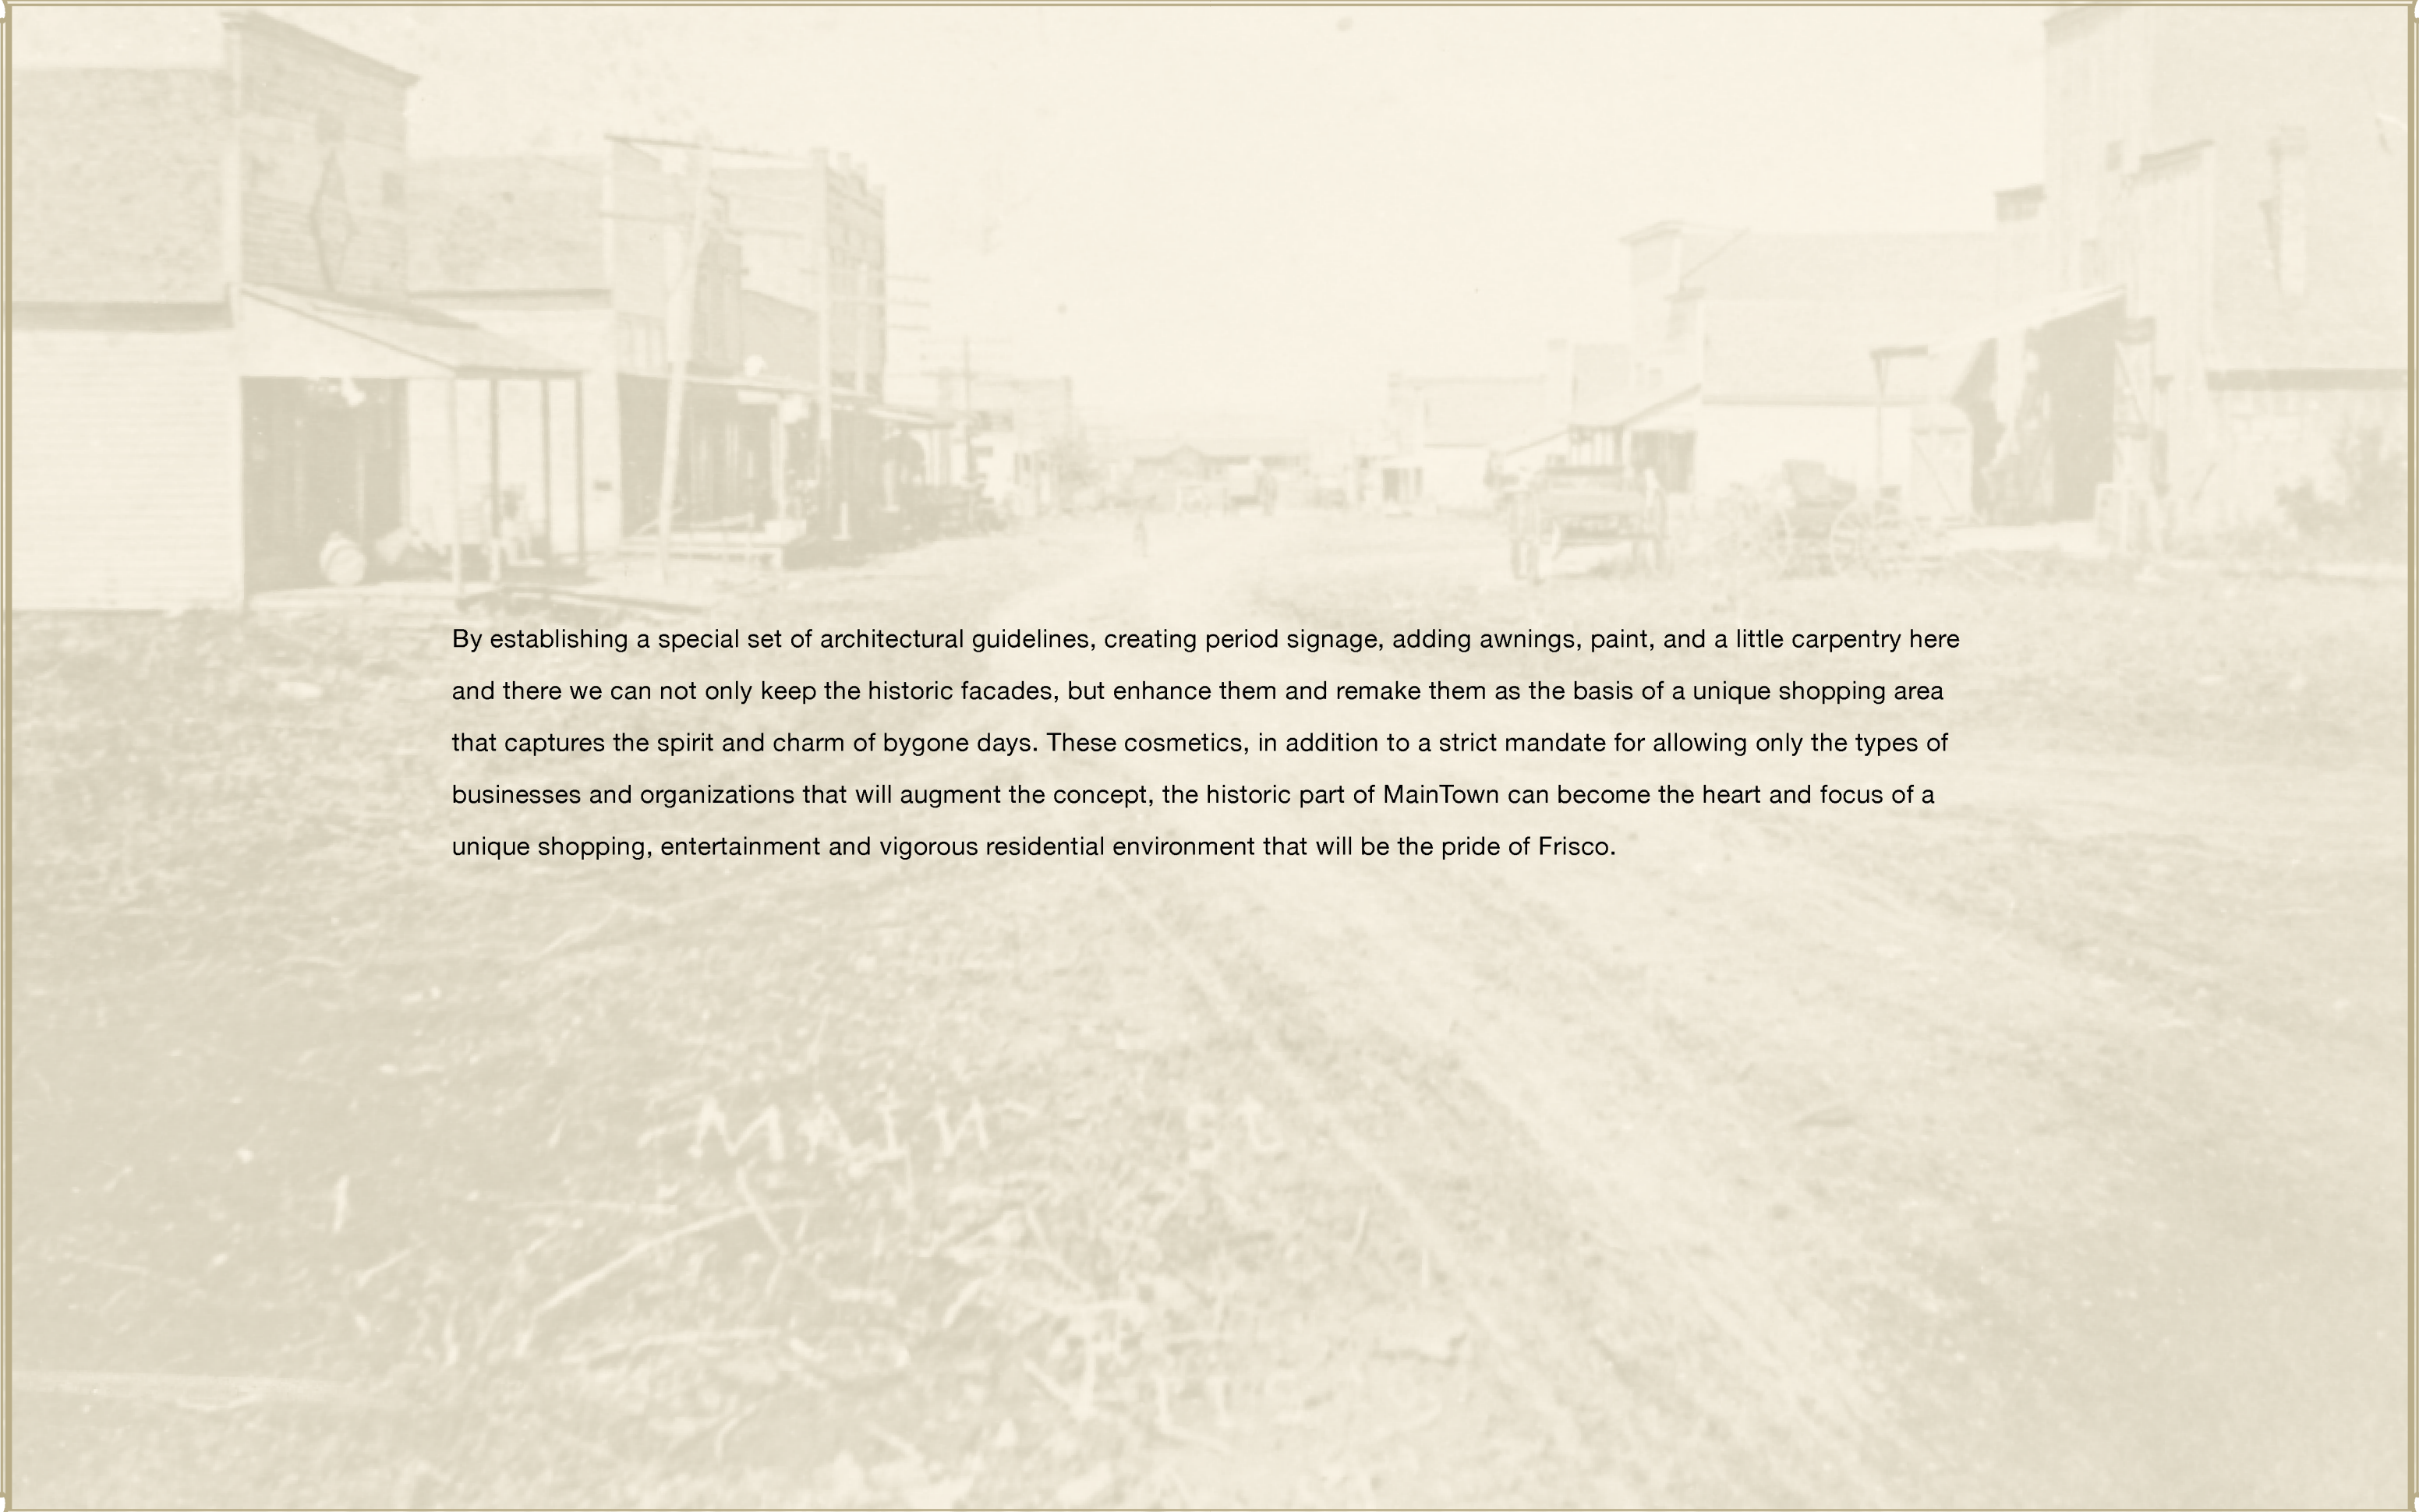 By establishing a special set of architectural guidelines, creating period signage, adding awnings, paint, and a little carpentry here
and there we can not only keep the historic facades, but enhance them and remake them as the basis of a unique shopping area
that captures the spirit and charm of bygone days. These cosmetics, in addition to a strict mandate for allowing only the types of
businesses and organizations that will augment the concept, the historic part of MainTown can become the heart and focus of a
unique shopping, entertainment and vigorous residential environment that will be the pride of Frisco.
MAIN St